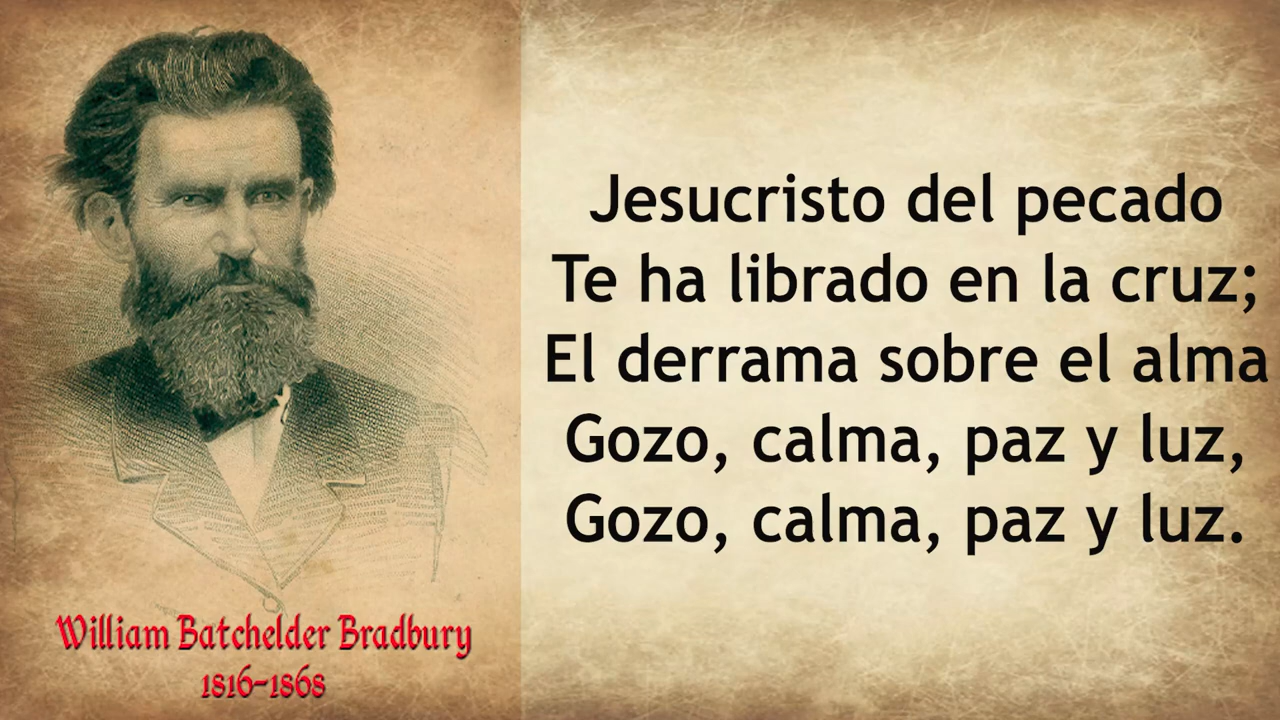 Jesucristo del pecado
Te ha librado en la cruz;
El derrama sobre el alma
Gozo, calma, paz y luz,
Gozo, calma, paz y luz.
William Batchelder Bradbury
1816-1868